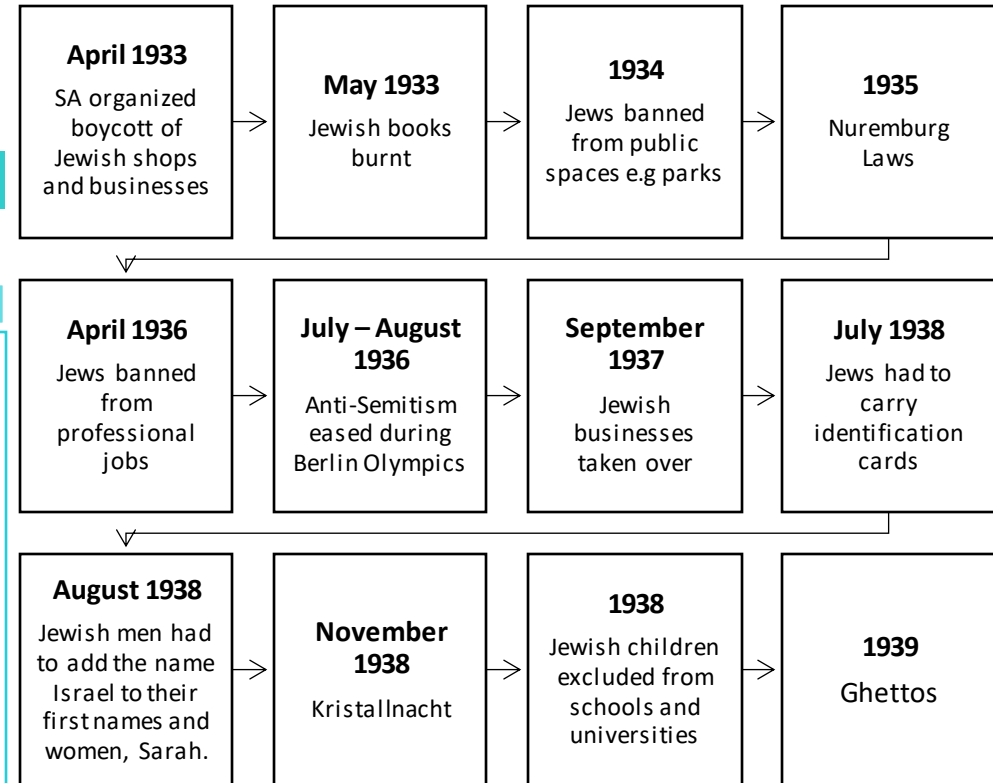 April 1933
SA organized
boycott of
Jewish shops
and businesses
May 1933
Jewish books
burnt
1934
Jews banned
from public
spaces e.g parks
1935
Nuremburg
Laws
April 1936
Jews banned
from
professional
jobs
July – August
1936
Anti-Semitism
eased during
Berlin Olympics
September
1937
Jewish
businesses
taken over
July 1938
Jews had to
carry
identification
cards
August 1938
Jewish men had
to add the name
Israel to their
first names and
women, Sarah.
November
1938
Kristallnacht
1938
Jewish children
excluded from
schools and
universities
1939
Ghettos